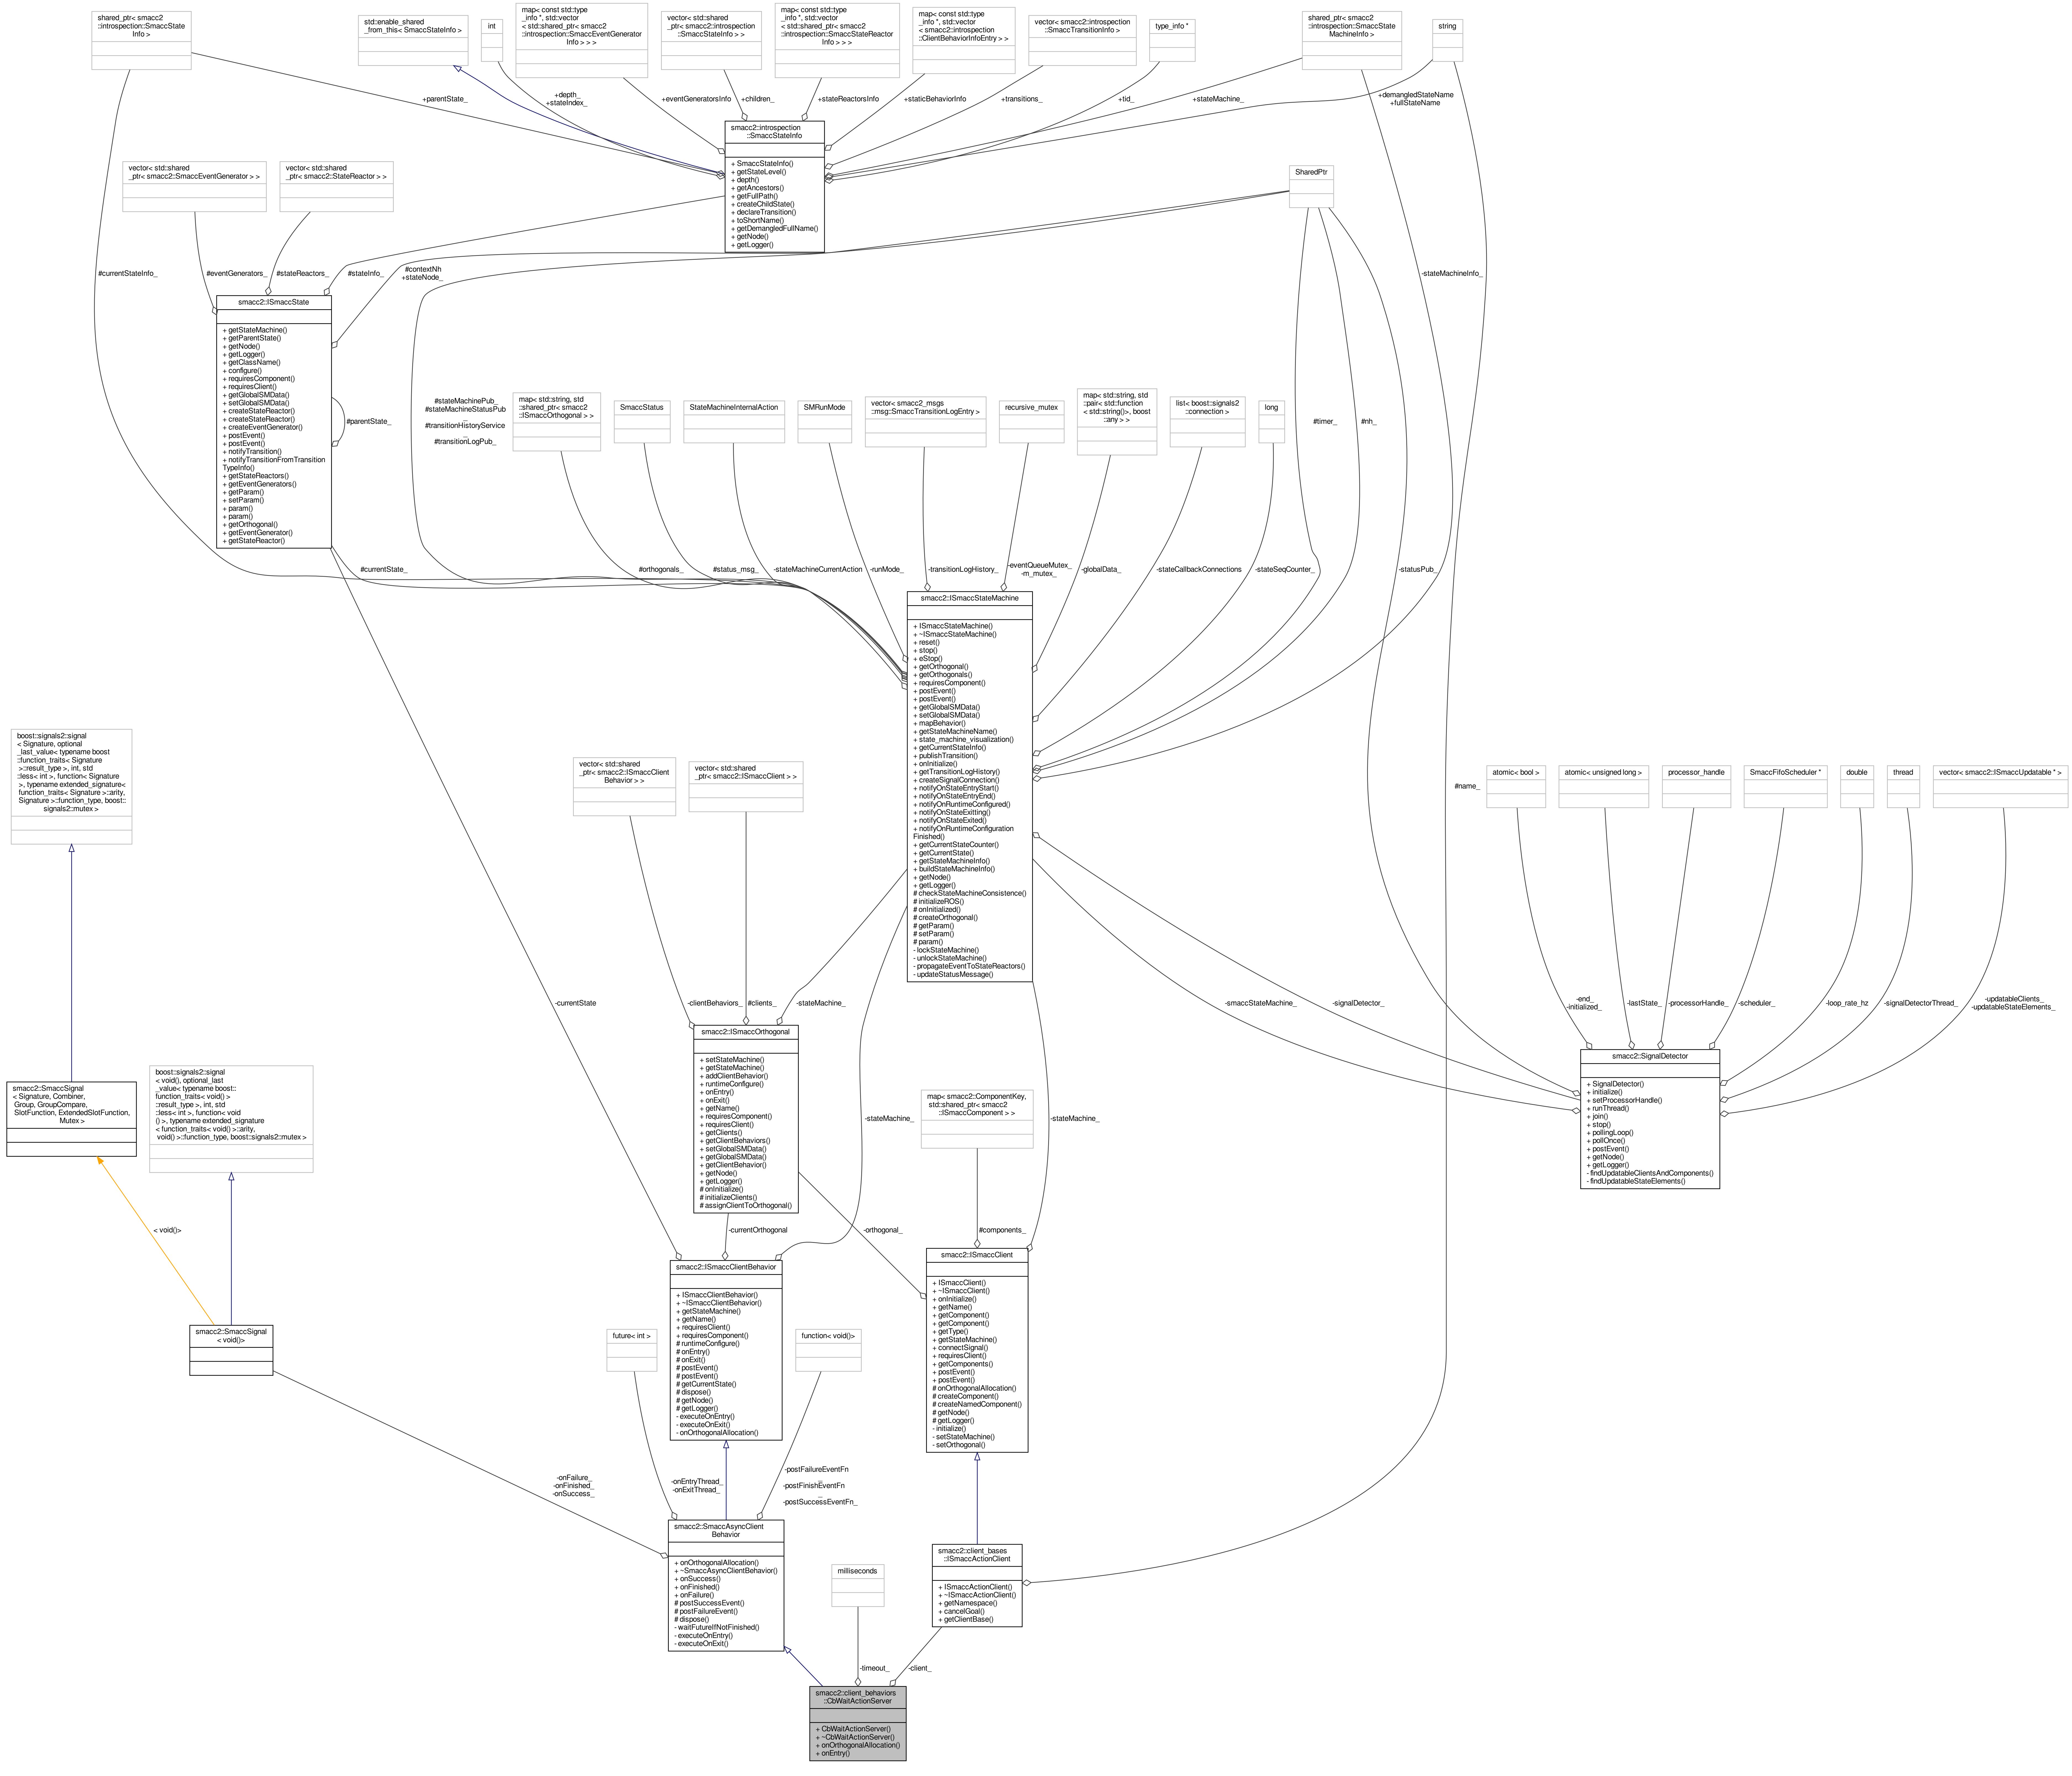 shared_ptr< smacc2
::introspection::SmaccState
Info >
std::enable_shared
_from_this< SmaccStateInfo >
int
map< const std::type
_info *, std::vector
< std::shared_ptr< smacc2
::introspection::SmaccEventGenerator
Info > > >
vector< std::shared
_ptr< smacc2::introspection
::SmaccStateInfo > >
map< const std::type
_info *, std::vector
< std::shared_ptr< smacc2
::introspection::SmaccStateReactor
Info > > >
map< const std::type
_info *, std::vector
< smacc2::introspection
::ClientBehaviorInfoEntry > >
vector< smacc2::introspection
::SmaccTransitionInfo >
type_info *
shared_ptr< smacc2
::introspection::SmaccState
MachineInfo >
string
+parentState_
+depth_
+stateIndex_
+eventGeneratorsInfo
+children_
+stateReactorsInfo
+staticBehaviorInfo
+transitions_
+tid_
+stateMachine_
+demangledStateName
+fullStateName
smacc2::introspection
::SmaccStateInfo
+ SmaccStateInfo()
+ getStateLevel()
+ depth()
+ getAncestors()
+ getFullPath()
+ createChildState()
+ declareTransition()
+ toShortName()
+ getDemangledFullName()
+ getNode()
+ getLogger()
vector< std::shared
_ptr< smacc2::SmaccEventGenerator > >
vector< std::shared
_ptr< smacc2::StateReactor > >
SharedPtr
#currentStateInfo_
#eventGenerators_
#stateReactors_
#stateInfo_
#contextNh
+stateNode_
-stateMachineInfo_
smacc2::ISmaccState
+ getStateMachine()
+ getParentState()
+ getNode()
+ getLogger()
+ getClassName()
+ configure()
+ requiresComponent()
+ requiresClient()
+ getGlobalSMData()
+ setGlobalSMData()
+ createStateReactor()
+ createStateReactor()
+ createEventGenerator()
+ postEvent()
+ postEvent()
+ notifyTransition()
+ notifyTransitionFromTransition
TypeInfo()
+ getStateReactors()
+ getEventGenerators()
+ getParam()
+ setParam()
+ param()
+ param()
+ getOrthogonal()
+ getEventGenerator()
+ getStateReactor()
#parentState_
#stateMachinePub_
#stateMachineStatusPub
_
#transitionHistoryService
_
#transitionLogPub_
map< std::string, std
::shared_ptr< smacc2
::ISmaccOrthogonal > >
SmaccStatus
StateMachineInternalAction
SMRunMode
vector< smacc2_msgs
::msg::SmaccTransitionLogEntry >
recursive_mutex
map< std::string, std
::pair< std::function
< std::string()>, boost
::any > >
list< boost::signals2
::connection >
long
#timer_
#nh_
#currentState_
#orthogonals_
#status_msg_
-stateMachineCurrentAction
-runMode_
-transitionLogHistory_
-eventQueueMutex_
-m_mutex_
-globalData_
-stateCallbackConnections
-stateSeqCounter_
-statusPub_
smacc2::ISmaccStateMachine
+ ISmaccStateMachine()
+ ~ISmaccStateMachine()
+ reset()
+ stop()
+ eStop()
+ getOrthogonal()
+ getOrthogonals()
+ requiresComponent()
+ postEvent()
+ postEvent()
+ getGlobalSMData()
+ setGlobalSMData()
+ mapBehavior()
+ getStateMachineName()
+ state_machine_visualization()
+ getCurrentStateInfo()
+ publishTransition()
+ onInitialize()
+ getTransitionLogHistory()
+ createSignalConnection()
+ notifyOnStateEntryStart()
+ notifyOnStateEntryEnd()
+ notifyOnRuntimeConfigured()
+ notifyOnStateExitting()
+ notifyOnStateExited()
+ notifyOnRuntimeConfiguration
Finished()
+ getCurrentStateCounter()
+ getCurrentState()
+ getStateMachineInfo()
+ buildStateMachineInfo()
+ getNode()
+ getLogger()
# checkStateMachineConsistence()
# initializeROS()
# onInitialized()
# createOrthogonal()
# getParam()
# setParam()
# param()
- lockStateMachine()
- unlockStateMachine()
- propagateEventToStateReactors()
- updateStatusMessage()
boost::signals2::signal
< Signature, optional
_last_value< typename boost
::function_traits< Signature
>::result_type >, int, std
::less< int >, function< Signature
>, typename extended_signature<
function_traits< Signature >::arity,
Signature >::function_type, boost::
signals2::mutex >
vector< std::shared
_ptr< smacc2::ISmaccClient
Behavior > >
vector< std::shared
_ptr< smacc2::ISmaccClient > >
#name_
atomic< bool >
atomic< unsigned long >
processor_handle
SmaccFifoScheduler *
double
thread
vector< smacc2::ISmaccUpdatable * >
-currentState
-clientBehaviors_
#clients_
-stateMachine_
-smaccStateMachine_
-signalDetector_
-end_
-initialized_
-lastState_
-processorHandle_
-scheduler_
-loop_rate_hz
-signalDetectorThread_
-updatableClients_
-updatableStateElements_
smacc2::ISmaccOrthogonal
+ setStateMachine()
+ getStateMachine()
+ addClientBehavior()
+ runtimeConfigure()
+ onEntry()
+ onExit()
+ getName()
+ requiresComponent()
+ requiresClient()
+ getClients()
+ getClientBehaviors()
+ setGlobalSMData()
+ getGlobalSMData()
+ getClientBehavior()
+ getNode()
+ getLogger()
# onInitialize()
# initializeClients()
# assignClientToOrthogonal()
smacc2::SignalDetector
+ SignalDetector()
+ initialize()
+ setProcessorHandle()
+ runThread()
+ join()
+ stop()
+ pollingLoop()
+ pollOnce()
+ postEvent()
+ getNode()
+ getLogger()
- findUpdatableClientsAndComponents()
- findUpdatableStateElements()
smacc2::SmaccSignal
< Signature, Combiner,
Group, GroupCompare,
SlotFunction, ExtendedSlotFunction,
Mutex >
boost::signals2::signal
< void(), optional_last
_value< typename boost::
function_traits< void() >
::result_type >, int, std
::less< int >, function< void
() >, typename extended_signature
< function_traits< void() >::arity,
void() >::function_type, boost::signals2::mutex >
map< smacc2::ComponentKey,
std::shared_ptr< smacc2
::ISmaccComponent > >
-stateMachine_
-stateMachine_
< void()>
-currentOrthogonal
-orthogonal_
#components_
smacc2::ISmaccClientBehavior
+ ISmaccClientBehavior()
+ ~ISmaccClientBehavior()
+ getStateMachine()
+ getName()
+ requiresClient()
+ requiresComponent()
# runtimeConfigure()
# onEntry()
# onExit()
# postEvent()
# postEvent()
# getCurrentState()
# dispose()
# getNode()
# getLogger()
- executeOnEntry()
- executeOnExit()
- onOrthogonalAllocation()
smacc2::ISmaccClient
+ ISmaccClient()
+ ~ISmaccClient()
+ onInitialize()
+ getName()
+ getComponent()
+ getComponent()
+ getType()
+ getStateMachine()
+ connectSignal()
+ requiresClient()
+ getComponents()
+ postEvent()
+ postEvent()
# onOrthogonalAllocation()
# createComponent()
# createNamedComponent()
# getNode()
# getLogger()
- initialize()
- setStateMachine()
- setOrthogonal()
smacc2::SmaccSignal
< void()>
future< int >
function< void()>
-onFailure_
-onFinished_
-onSuccess_
-onEntryThread_
-onExitThread_
-postFailureEventFn
_
-postFinishEventFn
_
-postSuccessEventFn_
smacc2::SmaccAsyncClient
Behavior
+ onOrthogonalAllocation()
+ ~SmaccAsyncClientBehavior()
+ onSuccess()
+ onFinished()
+ onFailure()
# postSuccessEvent()
# postFailureEvent()
# dispose()
- waitFutureIfNotFinished()
- executeOnEntry()
- executeOnExit()
milliseconds
smacc2::client_bases
::ISmaccActionClient
+ ISmaccActionClient()
+ ~ISmaccActionClient()
+ getNamespace()
+ cancelGoal()
+ getClientBase()
-timeout_
-client_
smacc2::client_behaviors
::CbWaitActionServer
+ CbWaitActionServer()
+ ~CbWaitActionServer()
+ onOrthogonalAllocation()
+ onEntry()